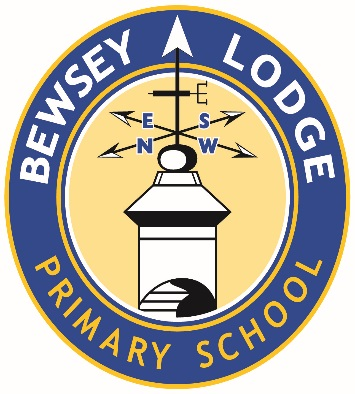 BEWSEY LODGE
E S
N W
PRIMARY SCHOOL